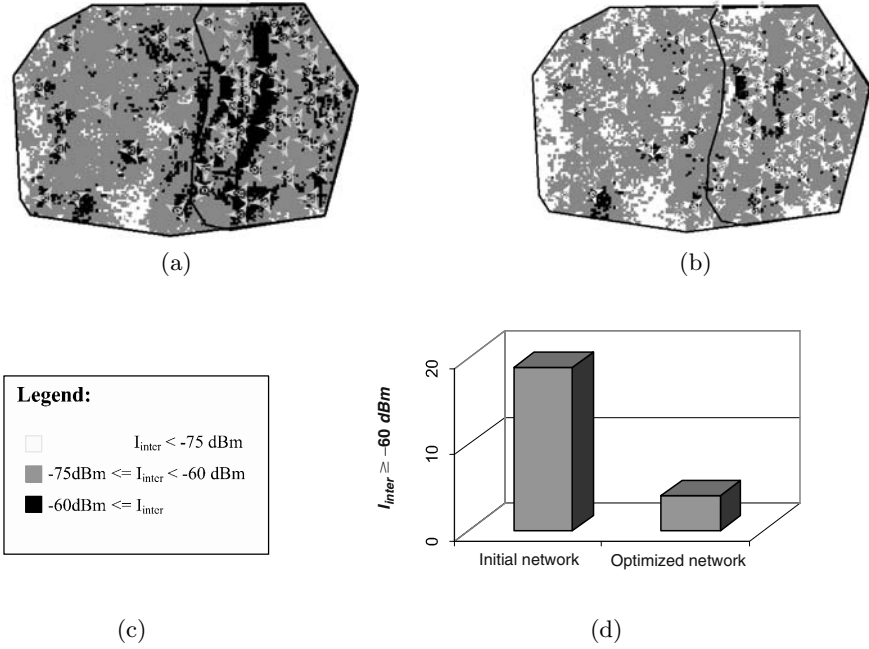 (a)
(b)
Legend:
I_inter < -75 dBm
-75dBm <= I_inter < -60 dBm
-60dBm <= I_inter
I_inter ≥ −60 dBm
20
10
0
Initial network
Optimized network
(c)
(d)